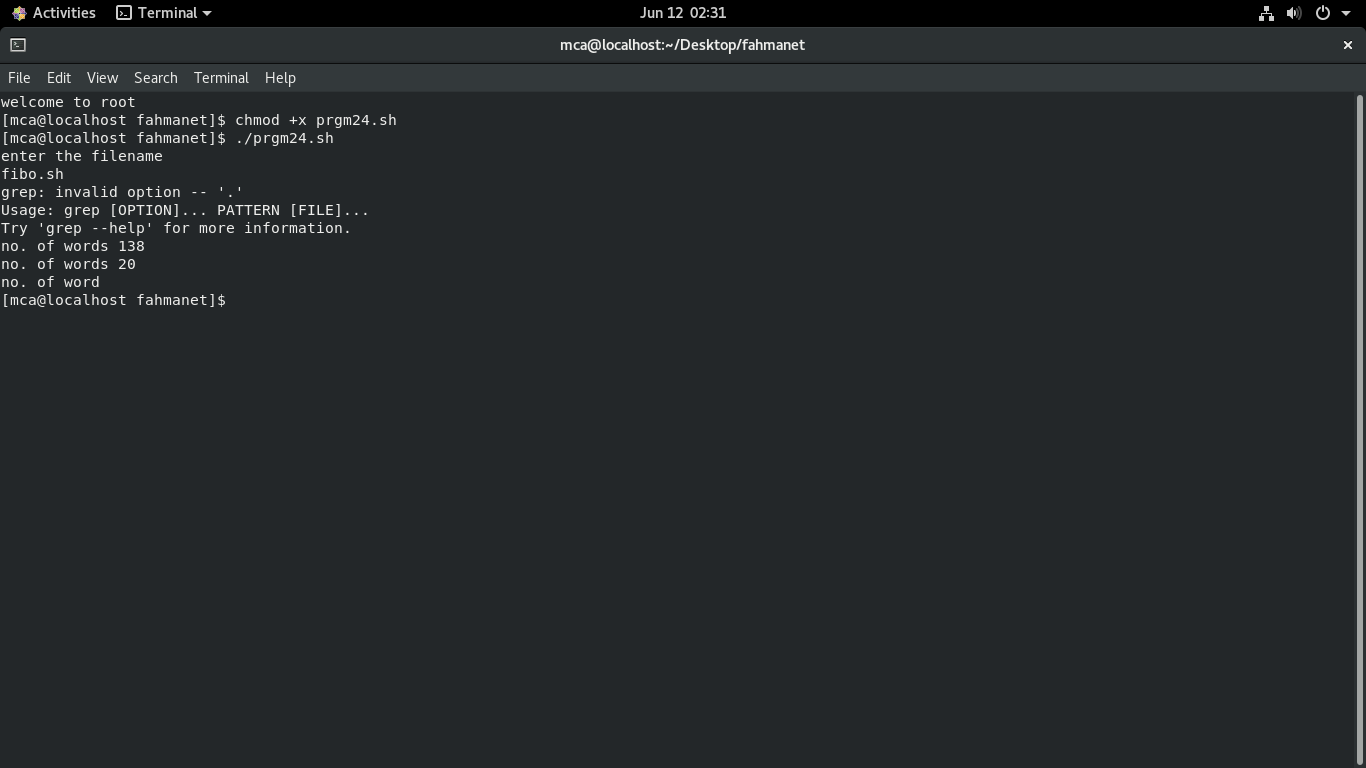 Activities Terminal Jun 12 02:31
mca@localhost:~/Desktop/fahmanet
File Edit View Search Terminal Help
welcome to root
[mca@localhost fahmanet]$ chmod +x prgm24.sh
[mca@localhost fahmanet]$ ./prgm24.sh
enter the filename
fibo.sh
grep: invalid option -- '.'
Usage: grep [OPTION]... PATTERN [FILE]...
Try 'grep --help' for more information.
no. of words 138
no. of words 20
no. of word
[mca@localhost fahmanet]$